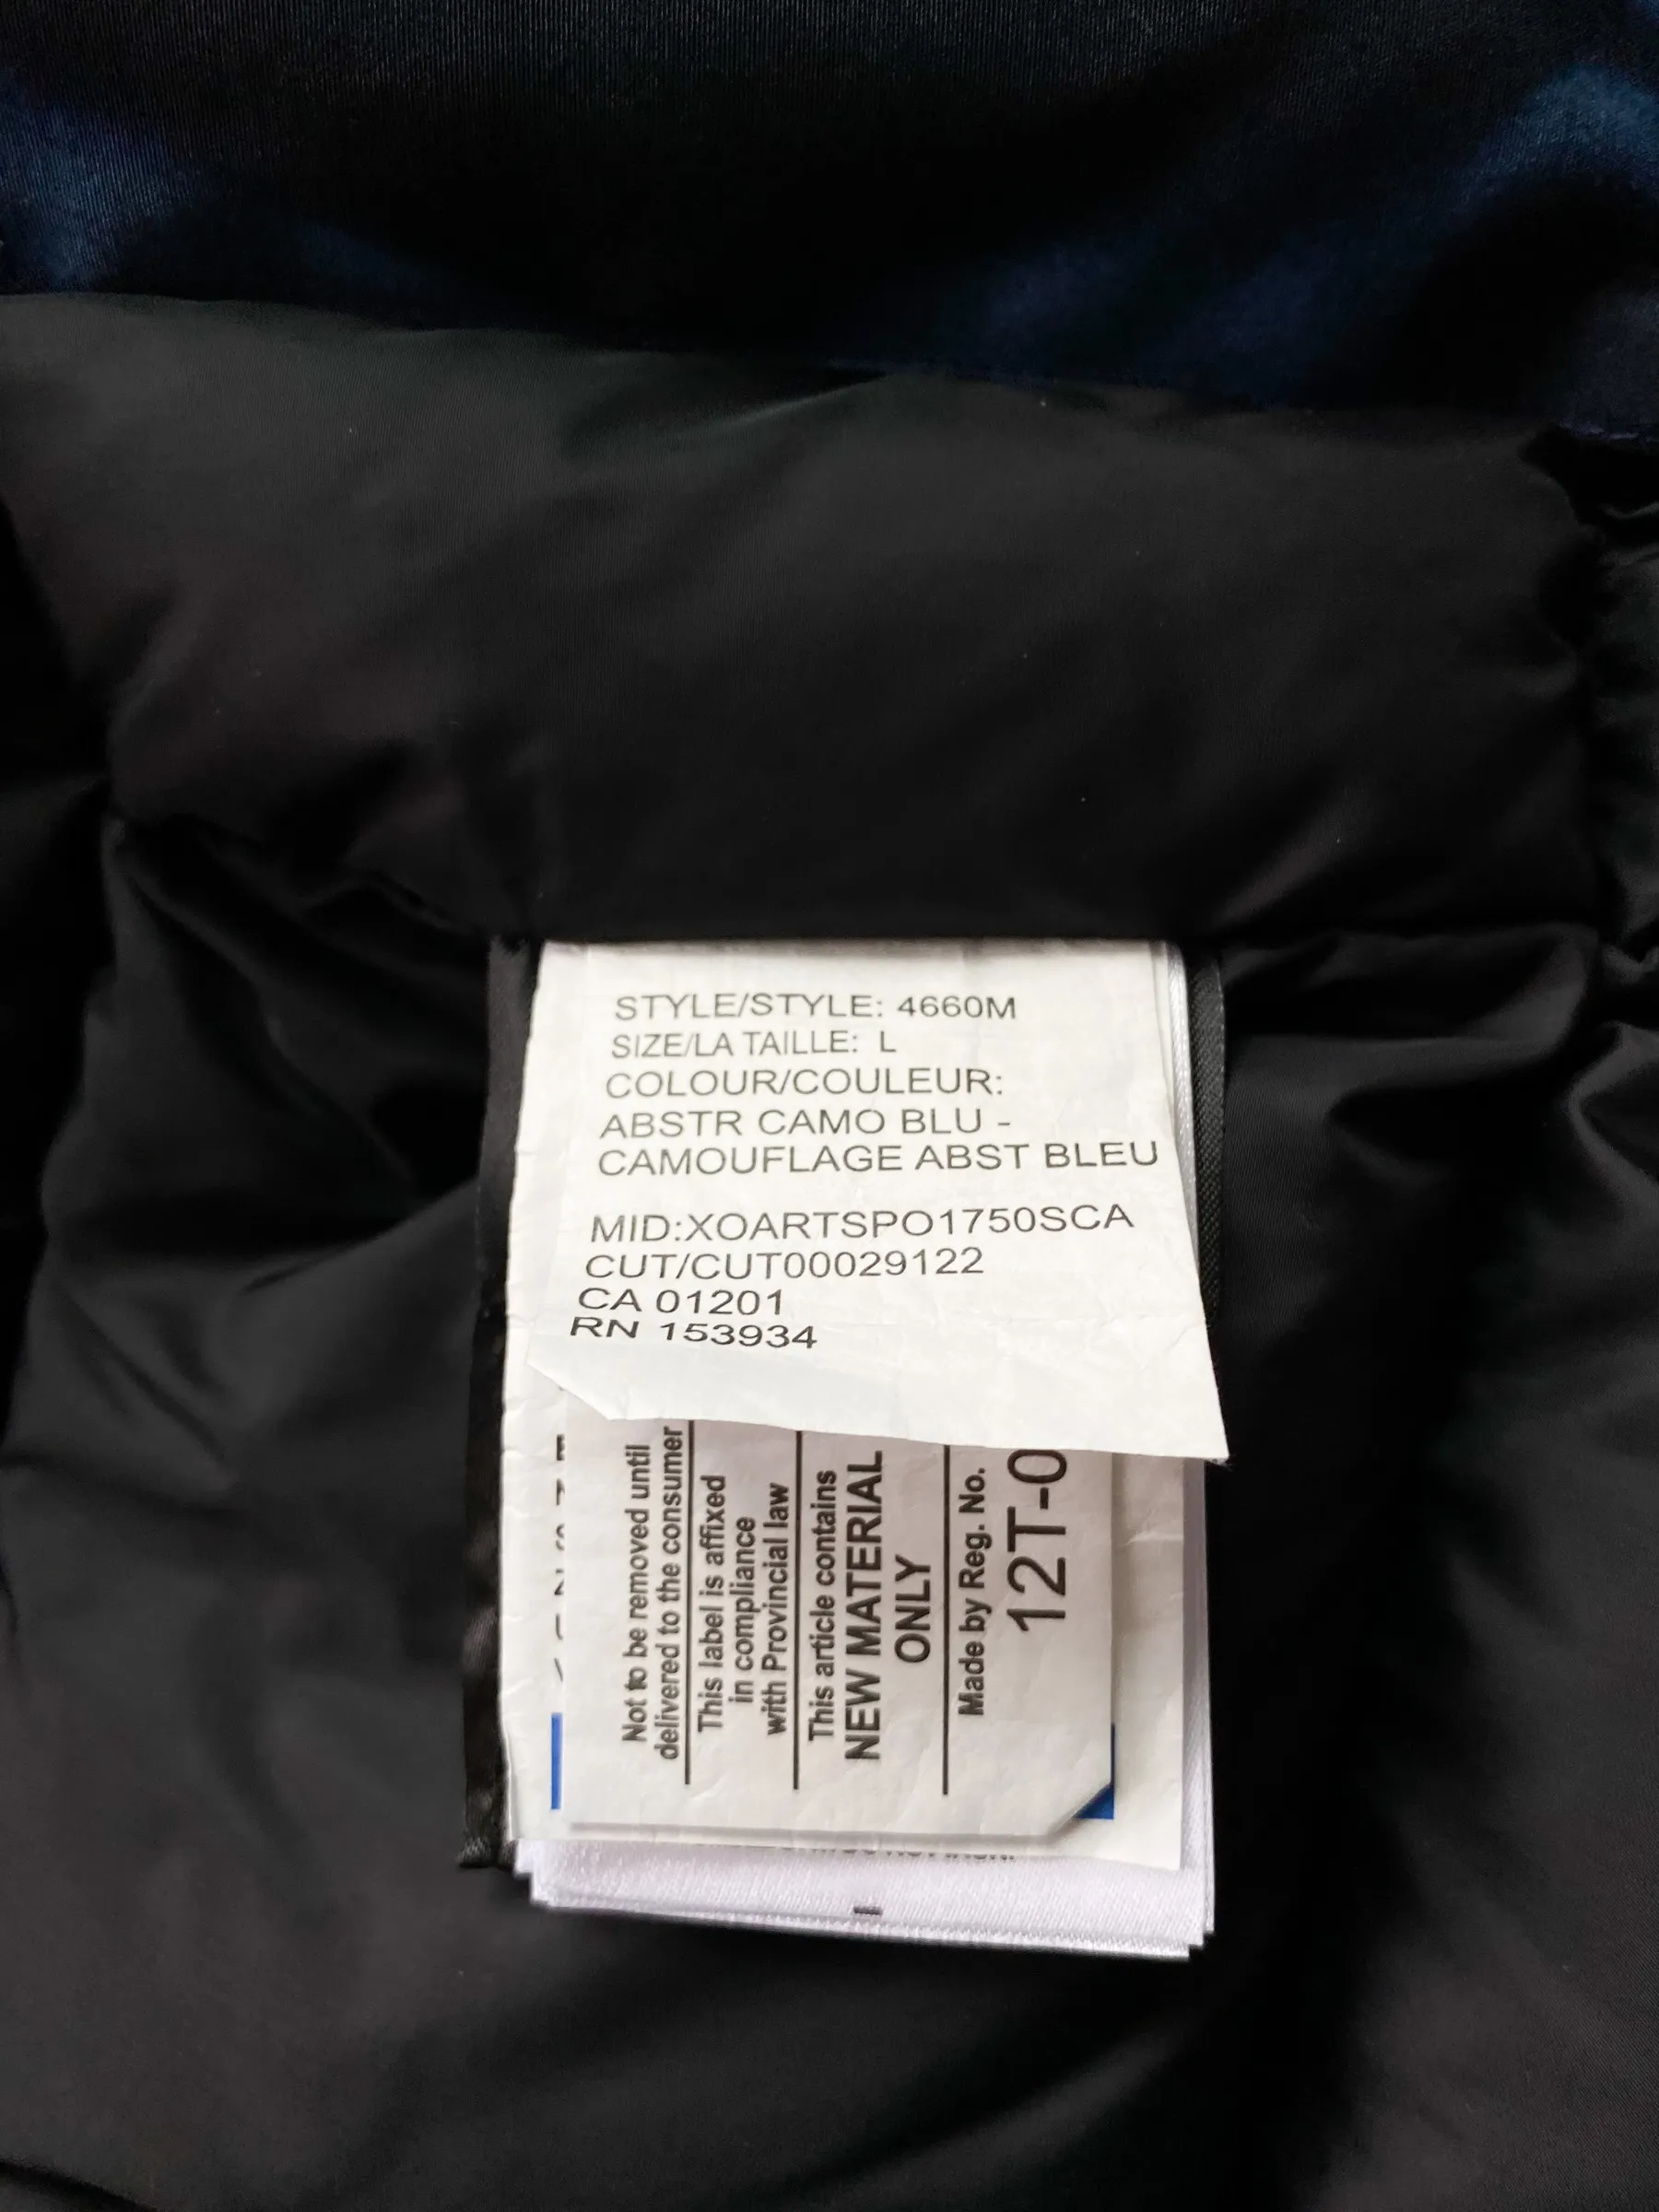 STYLE/STYLE: 4660M
SIZE/LA TAILLE: L
COLOUR/COULEUR:
ABSTR CAMO BLU -
CAMOUFLAGE ABST BLEU
MID:XOARTSPO1750SCA
CUT/CUT00029122
CA 01201
RN 153934
Not to be removed until
delivered to the consumer
This label is affixed
in compliance
with Provincial law
This article contains
NEW MATERIAL
ONLY
Made by Reg. No.
12T-0